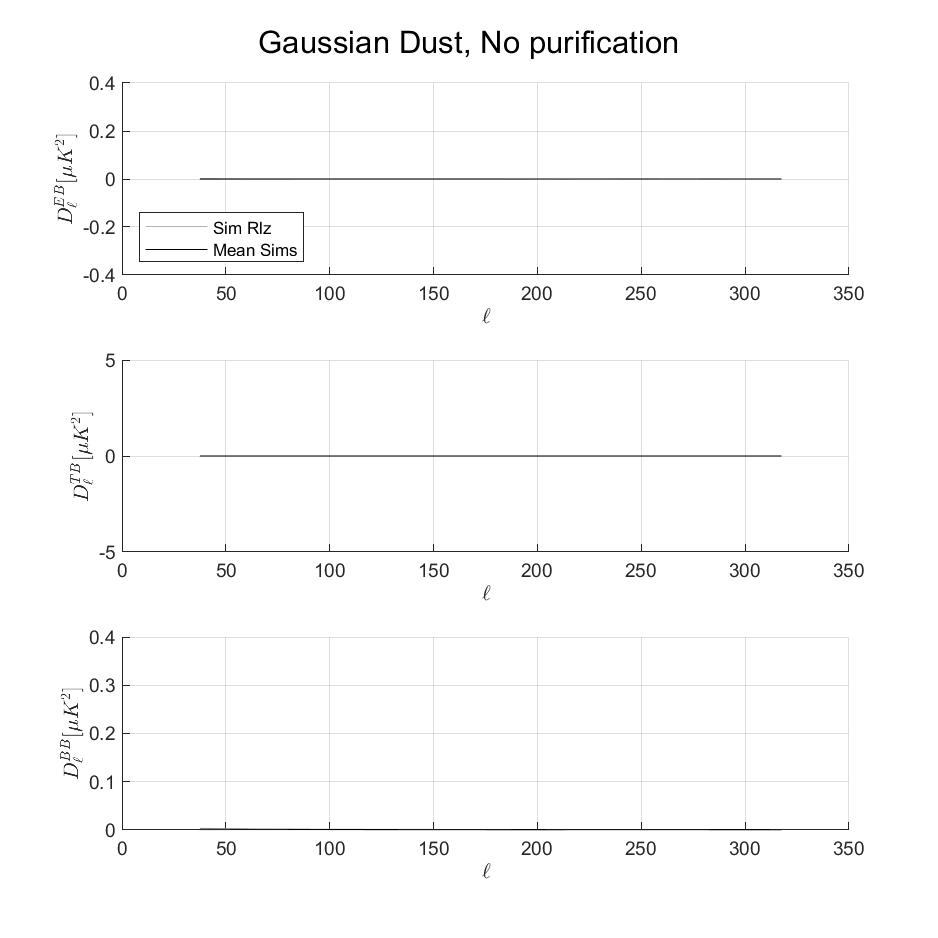 Gaussian Dust, No purification
0.4
0.2
0
-0.2
-0.4
D_ℓ^{EB}[μK^2]
Sim Rlz
Mean Sims
0 50 100 150 200 250 300 350
ℓ
5
0
-5
D_ℓ^{TB}[μK^2]
0 50 100 150 200 250 300 350
ℓ
0.4
0.3
0.2
0.1
0
D_ℓ^{BB}[μK^2]
0 50 100 150 200 250 300 350
ℓ